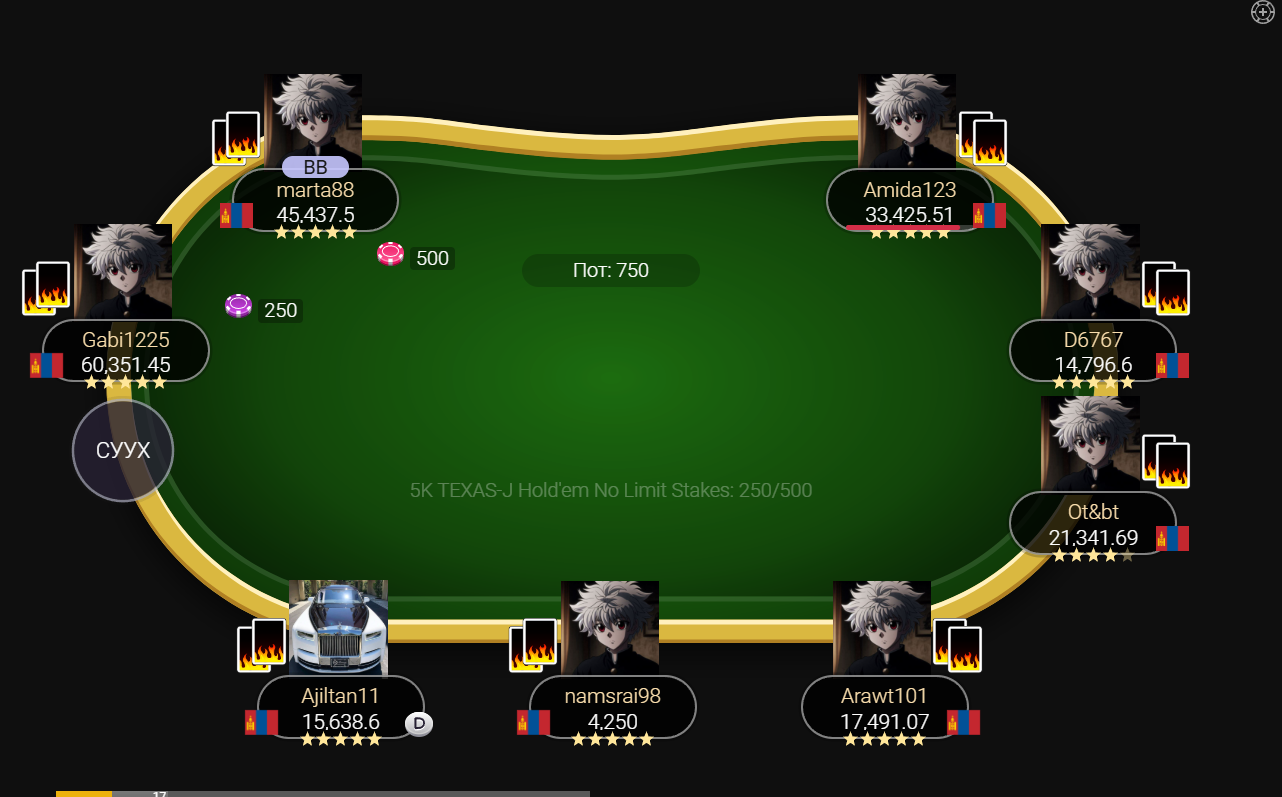 BB
marta88
45,437.5
Amida123
33,425.51
500
Пот: 750
250
Gabi1225
60,351.45
D6767
14,796.6
СУУХ
5K TEXAS-J Hold'em No Limit Stakes: 250/500
Ot&bt
21,341.69
Ajiltan11
15,638.6
D
namsrai98
4,250
Arawt101
17,491.07
17